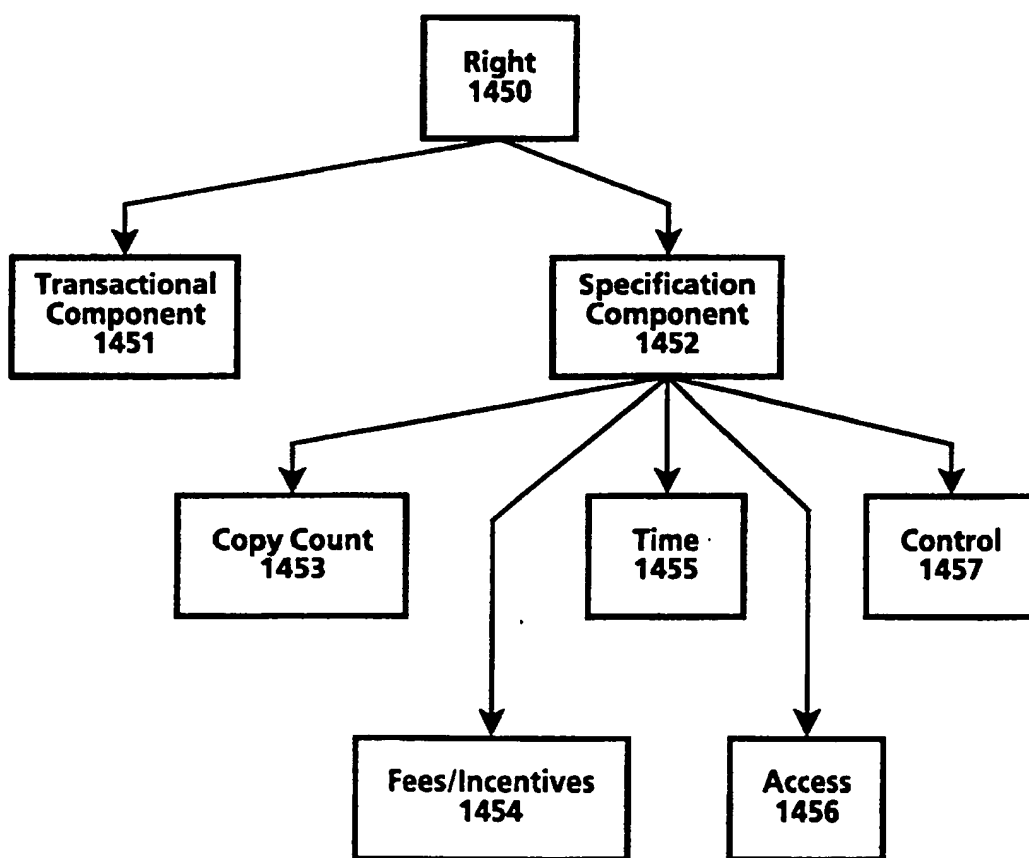 Right
1450
Transactional
Component
1451
Specification
Component
1452
Copy Count
1453
Time
1455
Control
1457
Fees/Incentives
1454
Access
1456